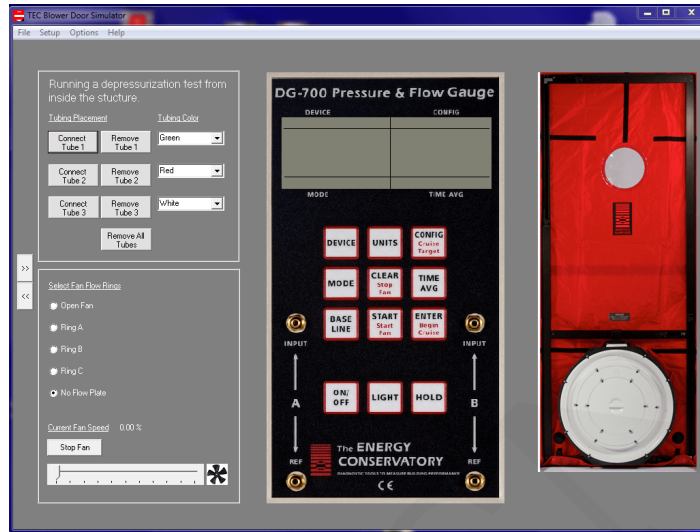 TEC Blower Door Simulator
File Setup Options Help
Running a depressurization test from
inside the stucture.
Tubing Placement
Tubing Color
Connect
Tube 1
Remove
Tube 1
Green
Connect
Tube 2
Remove
Tube 2
Red
Connect
Tube 3
Remove
Tube 3
White
Remove All
Tubes
>>
<<
Select Fan Flow Rings
Open Fan
Ring A
Ring B
Ring C
No Flow Plate
Current Fan Speed 0.00 %
Stop Fan
DG-700 Pressure & Flow Gauge
DEVICE CONFIG
MODE TIME AVG
DEVICE
UNITS
CONFIG
Cruise
Target
MODE
CLEAR
Stop
Fan
TIME
AVG
BASE
LINE
START
Start
Fan
ENTER
Begin
Cruise
INPUT
INPUT
A
ON/
OFF
LIGHT
HOLD
B
REF
REF
The ENERGY
CONSERVATORY
DIAGNOSTIC TOOLS TO MEASURE BUILDING PERFORMANCE
CE